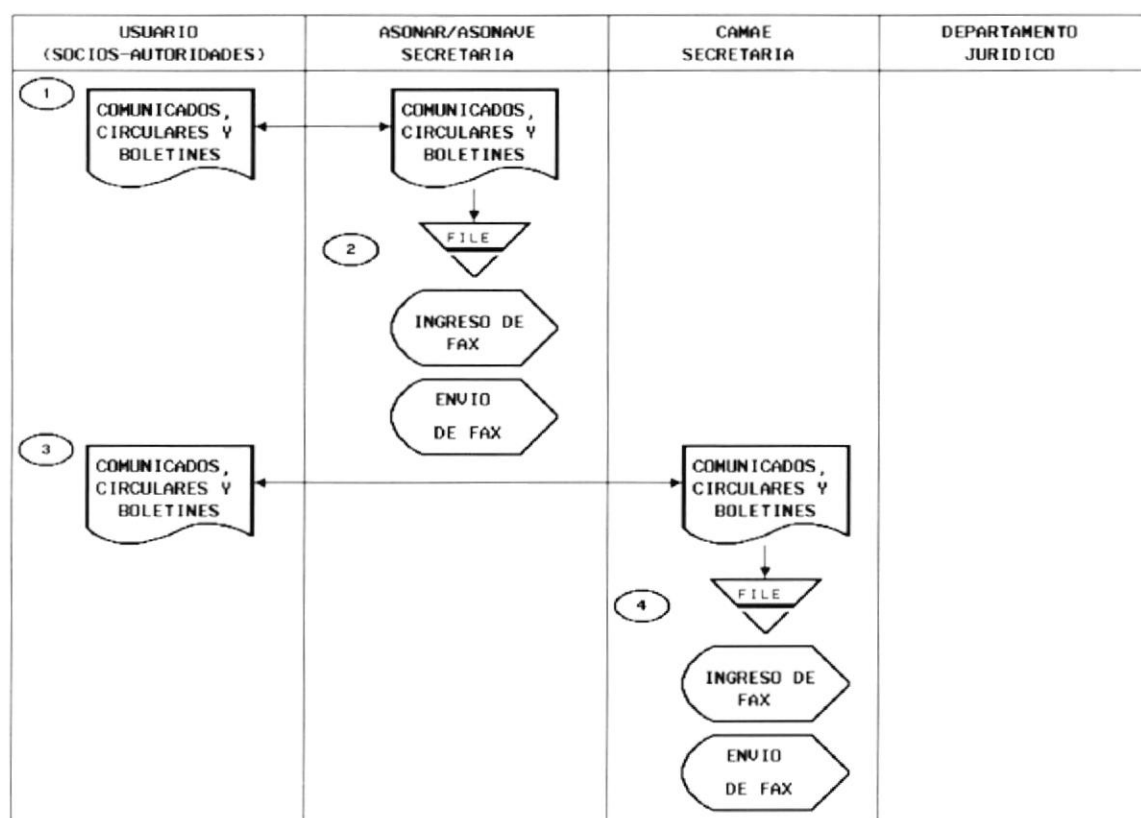 USUARIO
(SOCIOS-AUTORIDADES)
ASONAR/ASONAVE
SECRETARIA
CAMAE
SECRETARIA
DEPARTAMENTO
JURIDICO
1
COMUNICADOS,
CIRCULARES Y
BOLETINES
COMUNICADOS,
CIRCULARES Y
BOLETINES
2
FILE
INGRESO DE
FAX
ENVIO
DE FAX
3
COMUNICADOS,
CIRCULARES Y
BOLETINES
COMUNICADOS,
CIRCULARES Y
BOLETINES
4
FILE
INGRESO DE
FAX
ENVIO
DE FAX